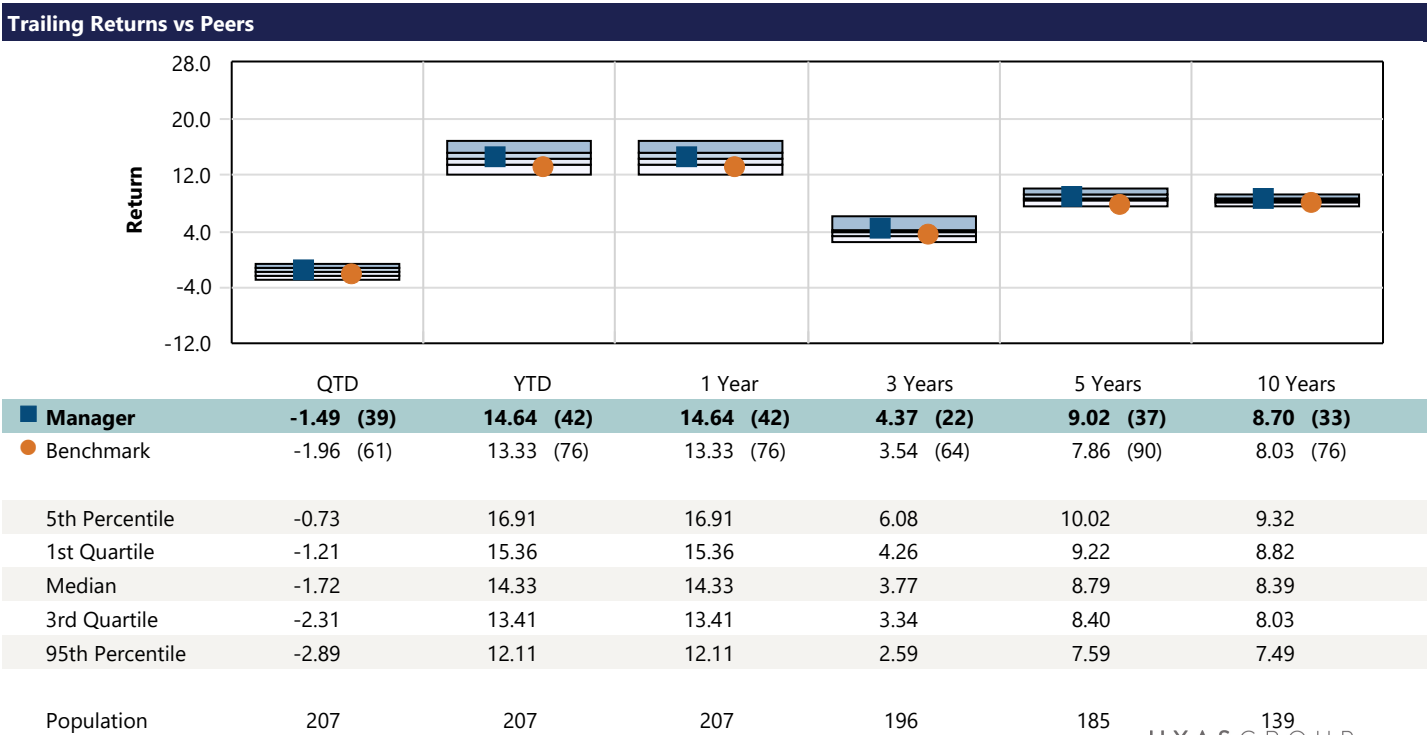 Trailing Returns vs Peers
28.0
20.0
12.0
4.0
-4.0
-12.0
Return
QTD YTD 1 Year 3 Years 5 Years 10 Years
Manager -1.49 (39) 14.64 (42) 14.64 (42) 4.37 (22) 9.02 (37) 8.70 (33)
Benchmark -1.96 (61) 13.33 (76) 13.33 (76) 3.54 (64) 7.86 (90) 8.03 (76)
5th Percentile -0.73 16.91 16.91 6.08 10.02 9.32
1st Quartile -1.21 15.36 15.36 4.26 9.22 8.82
Median -1.72 14.33 14.33 3.77 8.79 8.39
3rd Quartile -2.31 13.41 13.41 3.34 8.40 8.03
95th Percentile -2.89 12.11 12.11 2.59 7.59 7.49
Population 207 207 207 196 185 139